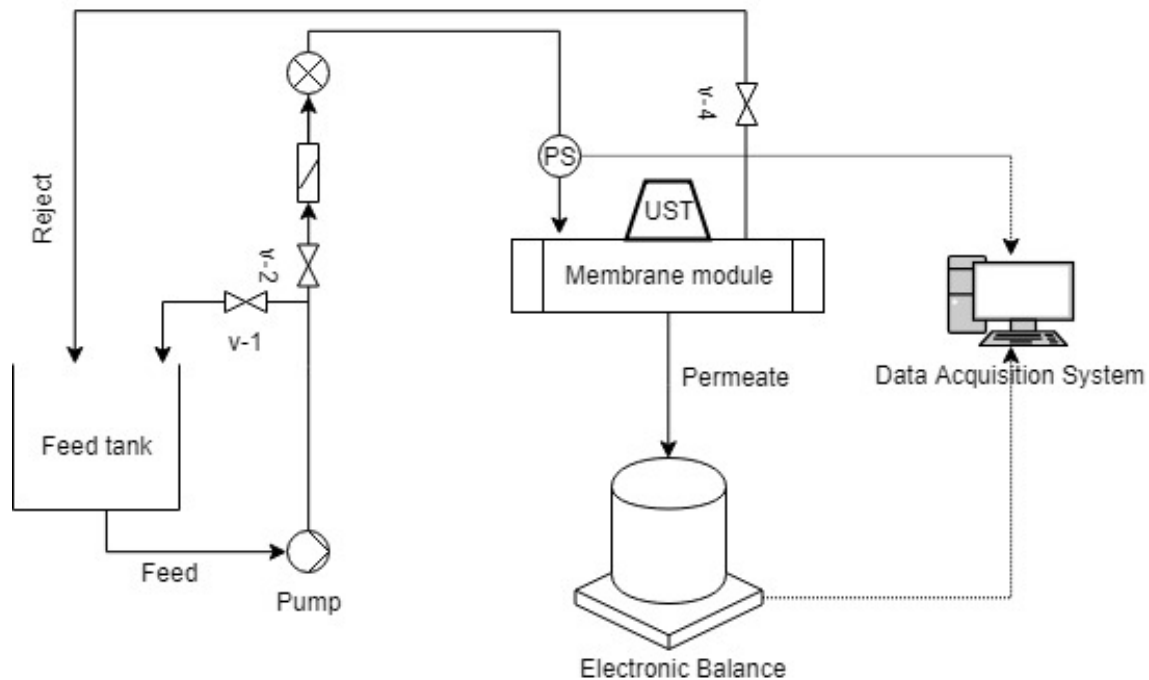 v-4
PS
Reject
UST
v-2
Membrane module
v-1
Permeate
Data Acquisition System
Feed tank
Feed
Pump
Electronic Balance